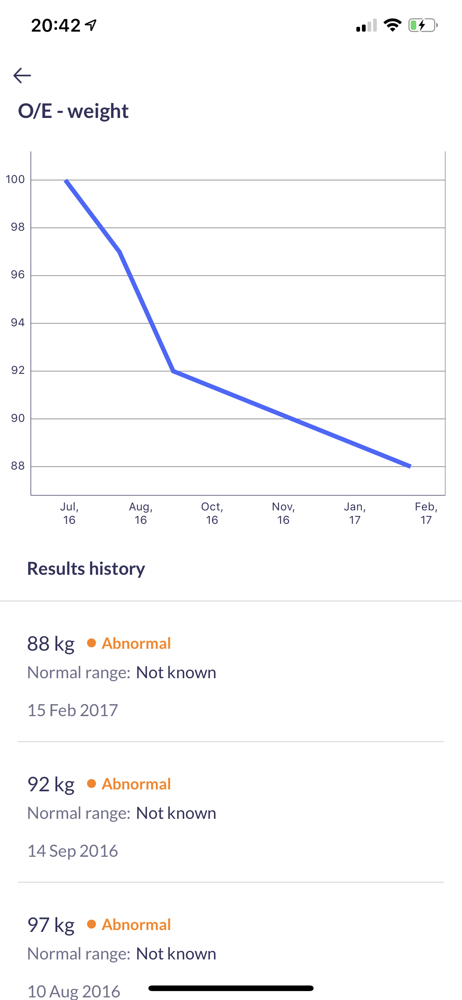 20:42
O/E - weight
100
98
96
94
92
90
88
Jul, Aug, Oct, Nov, Jan, Feb,
16 16 16 16 17 17
Results history
88 kg Abnormal
Normal range: Not known
15 Feb 2017
92 kg Abnormal
Normal range: Not known
14 Sep 2016
97 kg Abnormal
Normal range: Not known
10 Aug 2016